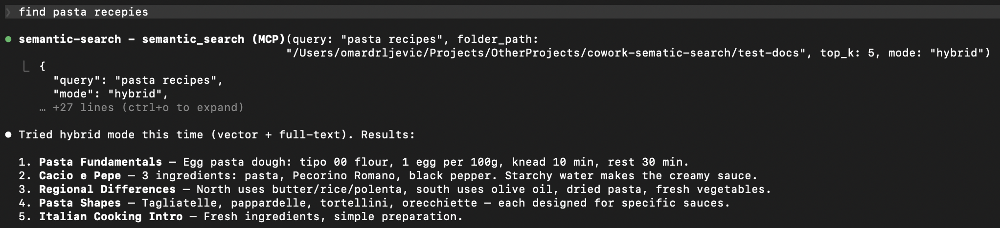 ❯ find pasta recepies
● semantic-search - semantic_search (MCP)(query: "pasta recipes", folder_path:
"/Users/omardrljevic/Projects/OtherProjects/cowork-sematic-search/test-docs", top_k: 5, mode: "hybrid")
⎿ {
"query": "pasta recipes",
"mode": "hybrid",
… +27 lines (ctrl+o to expand)
● Tried hybrid mode this time (vector + full-text). Results:
1. Pasta Fundamentals — Egg pasta dough: tipo 00 flour, 1 egg per 100g, knead 10 min, rest 30 min.
2. Cacio e Pepe — 3 ingredients: pasta, Pecorino Romano, black pepper. Starchy water makes the creamy sauce.
3. Regional Differences — North uses butter/rice/polenta, south uses olive oil, dried pasta, fresh vegetables.
4. Pasta Shapes — Tagliatelle, pappardelle, tortellini, orecchiette — each designed for specific sauces.
5. Italian Cooking Intro — Fresh ingredients, simple preparation.